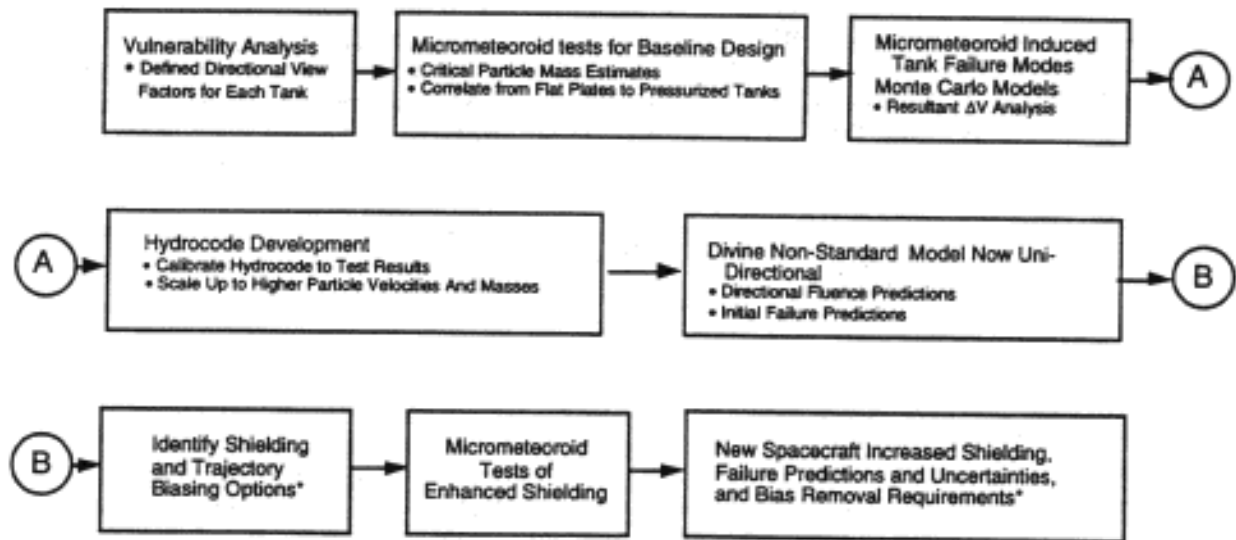 Vulnerability Analysis
• Defined Directional View
Factors for Each Tank
Micrometeoroid tests for Baseline Design
• Critical Particle Mass Estimates
• Correlate from Flat Plates to Pressurized Tanks
Micrometeoroid Induced
Tank Failure Modes
Monte Carlo Models
• Resultant ΔV Analysis
A
A
Hydrocode Development
• Calibrate Hydrocode to Test Results
• Scale Up to Higher Particle Velocities And Masses
Divine Non-Standard Model Now Uni-
Directional
• Directional Fluence Predictions
• Initial Failure Predictions
B
B
Identify Shielding
and Trajectory
Biasing Options*
Micrometeoroid
Tests of
Enhanced Shielding
New Spacecraft Increased Shielding,
Failure Predictions and Uncertainties,
and Bias Removal Requirements*